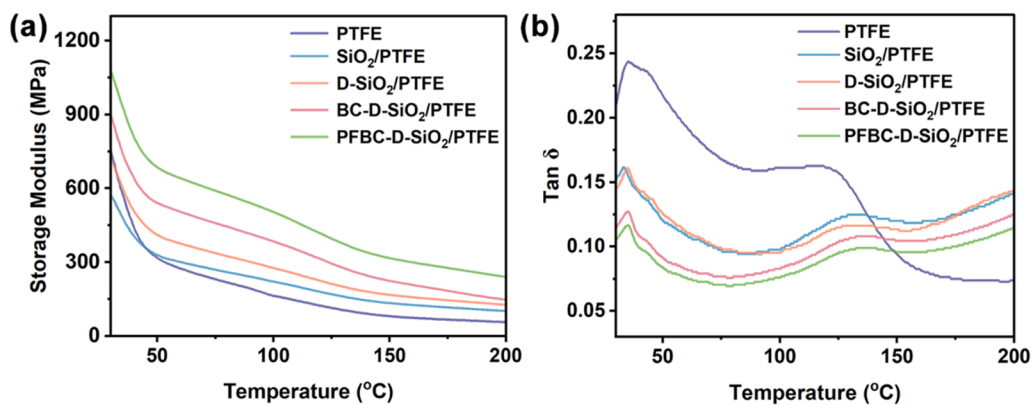 (a)
1200
900
600
300
0
Storage Modulus (MPa)
PTFE
SiO₂/PTFE
D-SiO₂/PTFE
BC-D-SiO₂/PTFE
PFBC-D-SiO₂/PTFE
50 100 150 200
Temperature (°C)
(b)
0.25
0.20
0.15
0.10
0.05
Tan δ
PTFE
SiO₂/PTFE
D-SiO₂/PTFE
BC-D-SiO₂/PTFE
PFBC-D-SiO₂/PTFE
50 100 150 200
Temperature (°C)